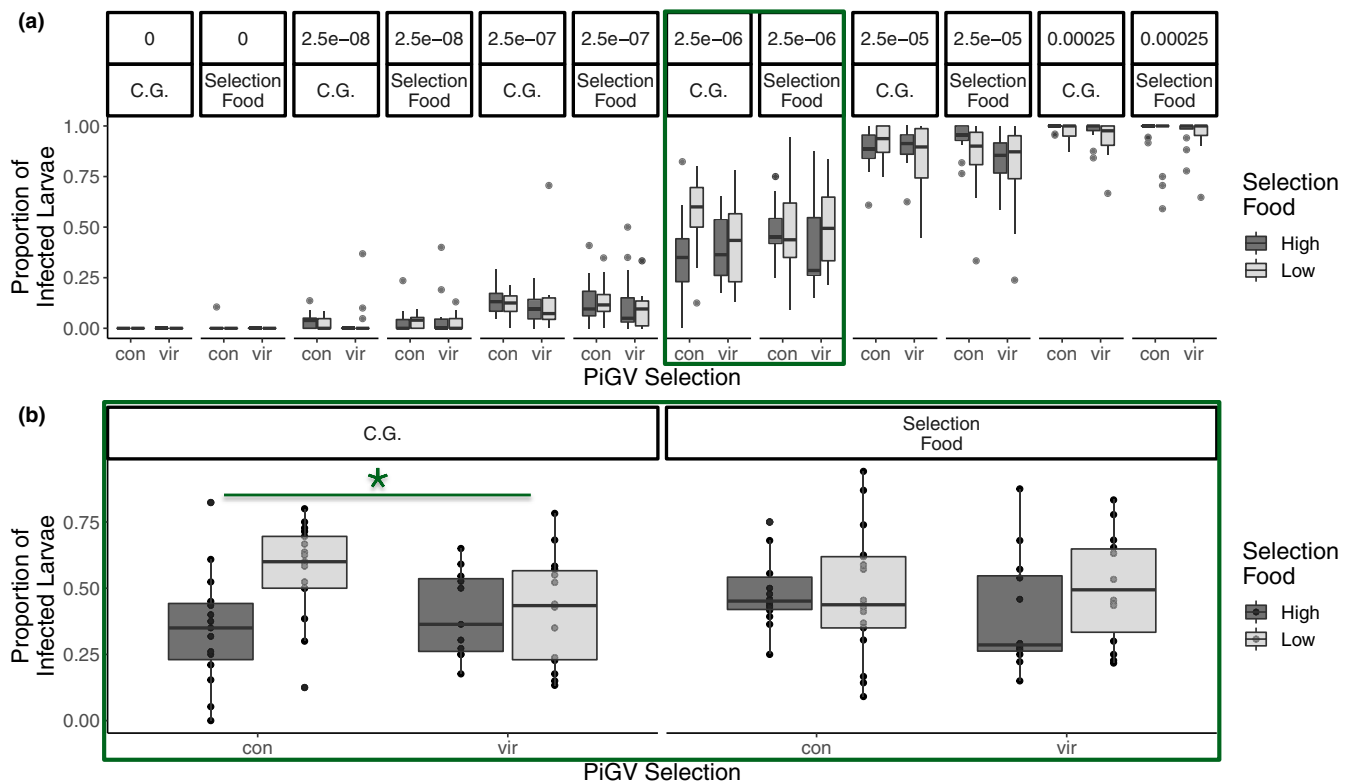 (a)
0 0 2.5e−08 2.5e−08 2.5e−07 2.5e−07 2.5e−06 2.5e−06 2.5e−05 2.5e−05 0.00025 0.00025
C.G. Selection Food C.G. Selection Food C.G. Selection Food C.G. Selection Food C.G. Selection Food C.G. Selection Food
Proportion of
Infected Larvae
1.00
0.75
0.50
0.25
0.00
con vir con vir con vir con vir con vir con vir con vir con vir con vir con vir con vir con vir
PiGV Selection
Selection
Food
High
Low
(b)
C.G.
Selection
Food
*
Proportion of
Infected Larvae
0.75
0.50
0.25
0.00
con vir con vir
PiGV Selection
Selection
Food
High
Low